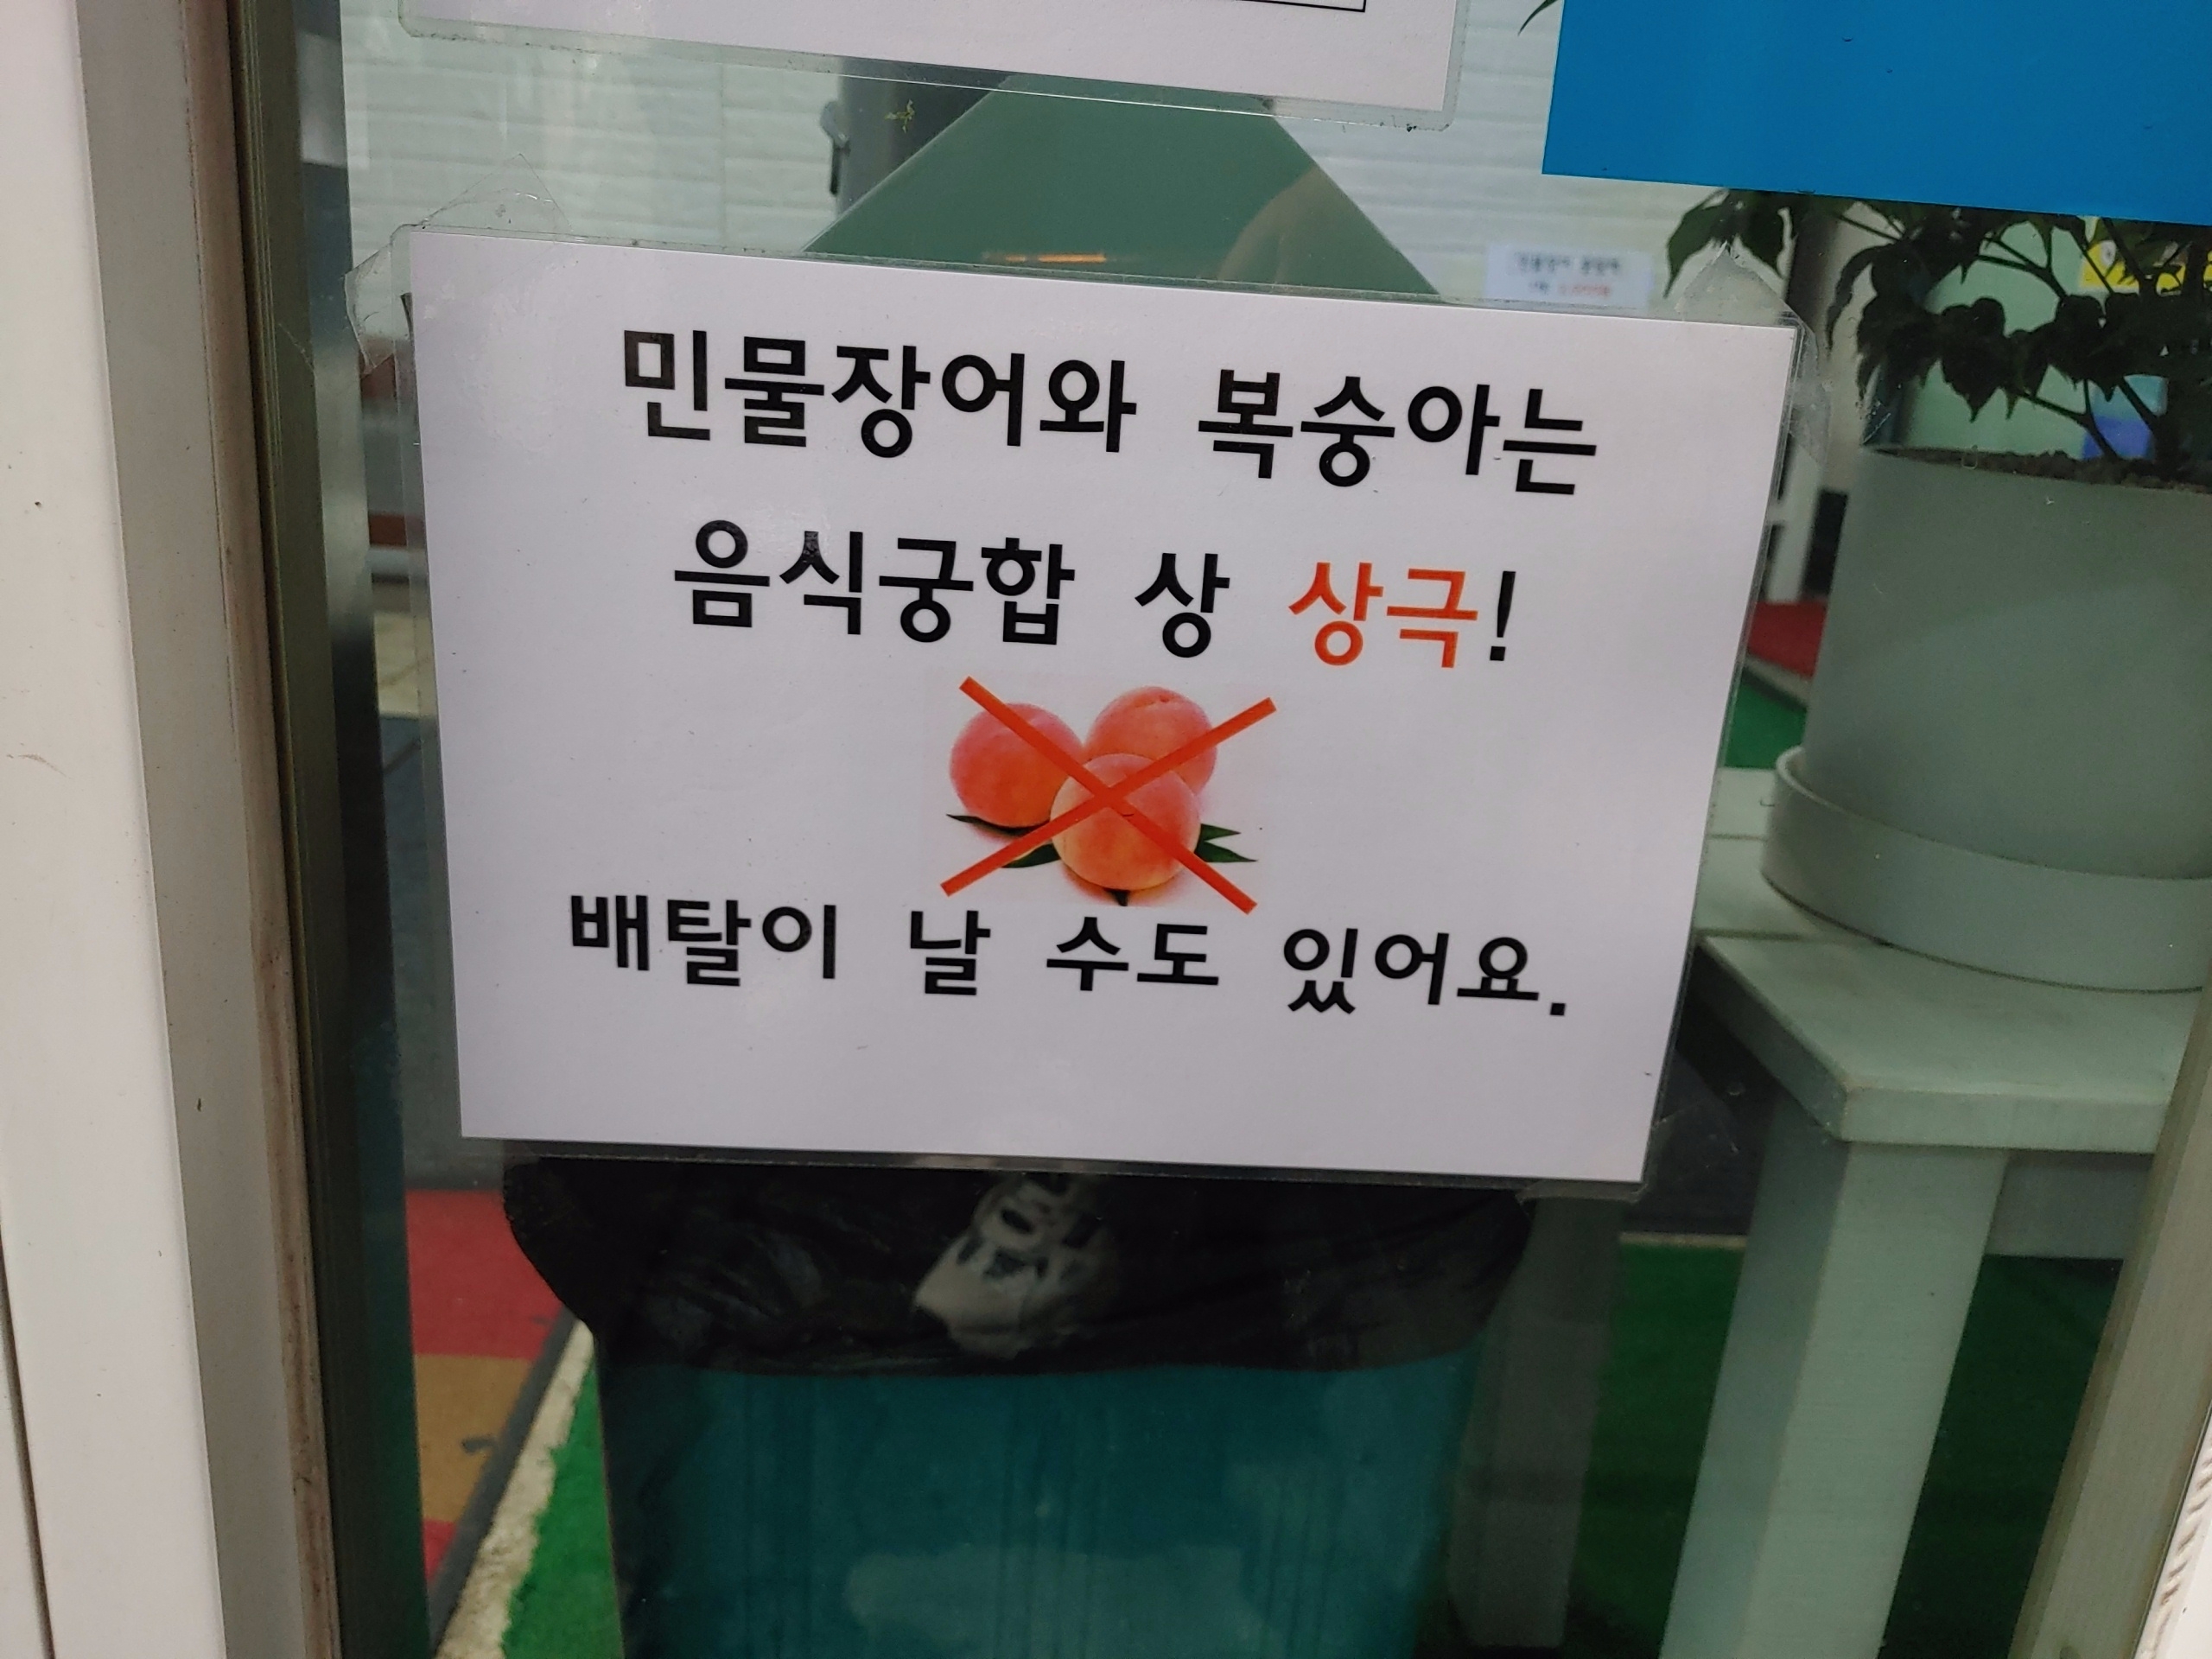 민물장어와 복숭아는
음식궁합 상 상극!
배탈이 날 수도 있어요.